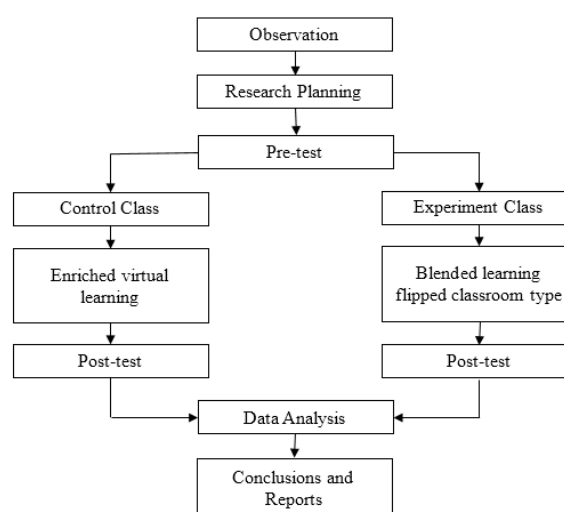 Observation
Research Planning
Pre-test
Control Class
Experiment Class
Enriched virtual
learning
Blended learning
flipped classroom type
Post-test
Post-test
Data Analysis
Conclusions and
Reports